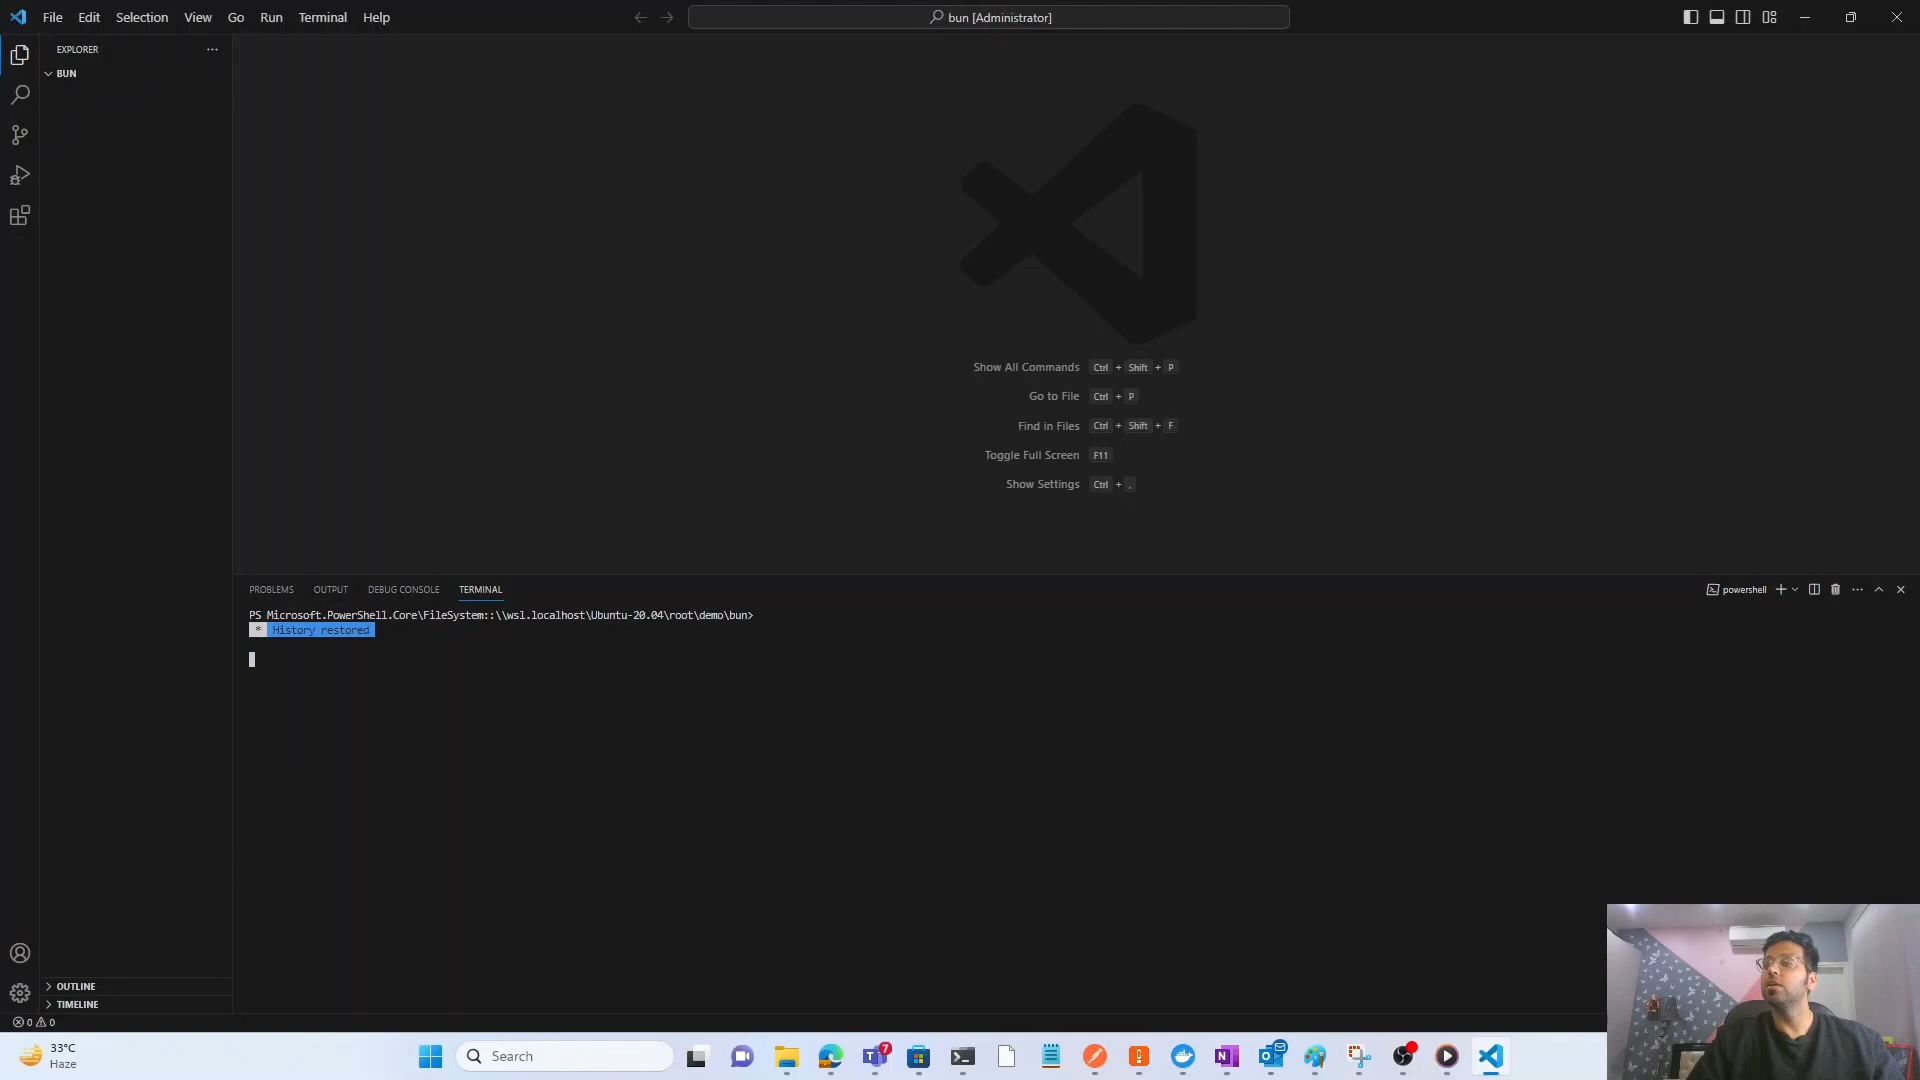 File Edit Selection View Go Run Terminal Help
bun [Administrator]
EXPLORER
BUN
Show All Commands Ctrl + Shift + P
Go to File Ctrl + P
Find in Files Ctrl + Shift + F
Toggle Full Screen F11
Show Settings Ctrl + ,
PROBLEMS OUTPUT DEBUG CONSOLE TERMINAL
powershell
PS Microsoft.PowerShell.Core\FileSystem::\\wsl.localhost\Ubuntu-20.04\root\demo\bun>
* History restored
OUTLINE
TIMELINE
0 0
33°C
Haze
Search
7